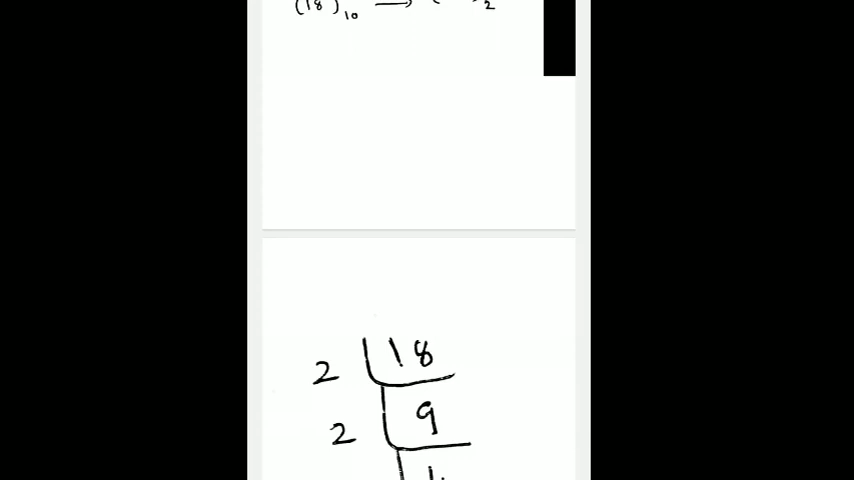 (18)₁₀ → ( )₂
2 | 18
2 | 9